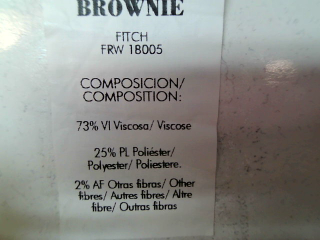 BROWNIE
FITCH
FRW 18005
COMPOSICION/
COMPOSITION:
73% VI Viscosa/ Viscose
25% PL Poliéster/
Polyester/ Poliestere.
2% AF Otras fibras/ Other
fibres/ Autres fibres/ Altre
fibre/ Outras fibras